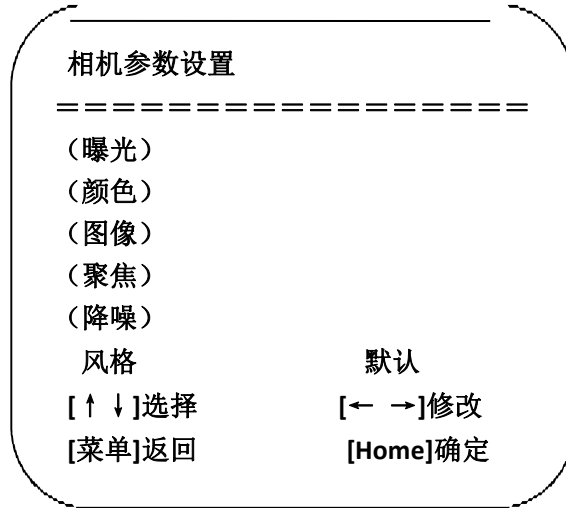 相机参数设置
==================
（曝光）
（颜色）
（图像）
（聚焦）
（降噪）
风格 默认
[↑↓]选择 [← →]修改
[菜单]返回 [Home]确定